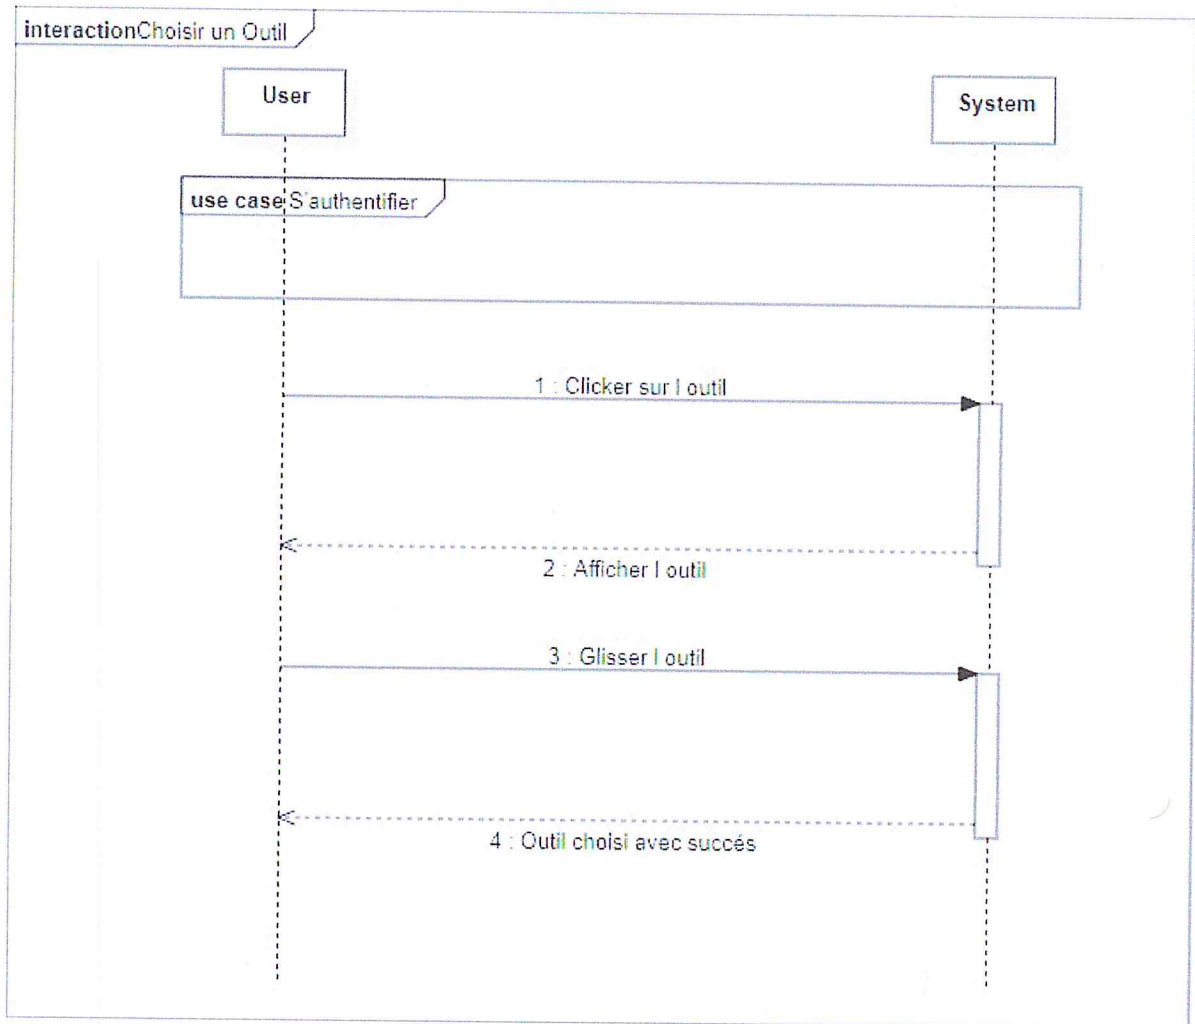 interactionChoisir un Outil
User
System
use case S'authentifier
1 : Clicker sur l outil
2 : Afficher l outil
3 : Glisser l outil
4 : Outil choisi avec succés